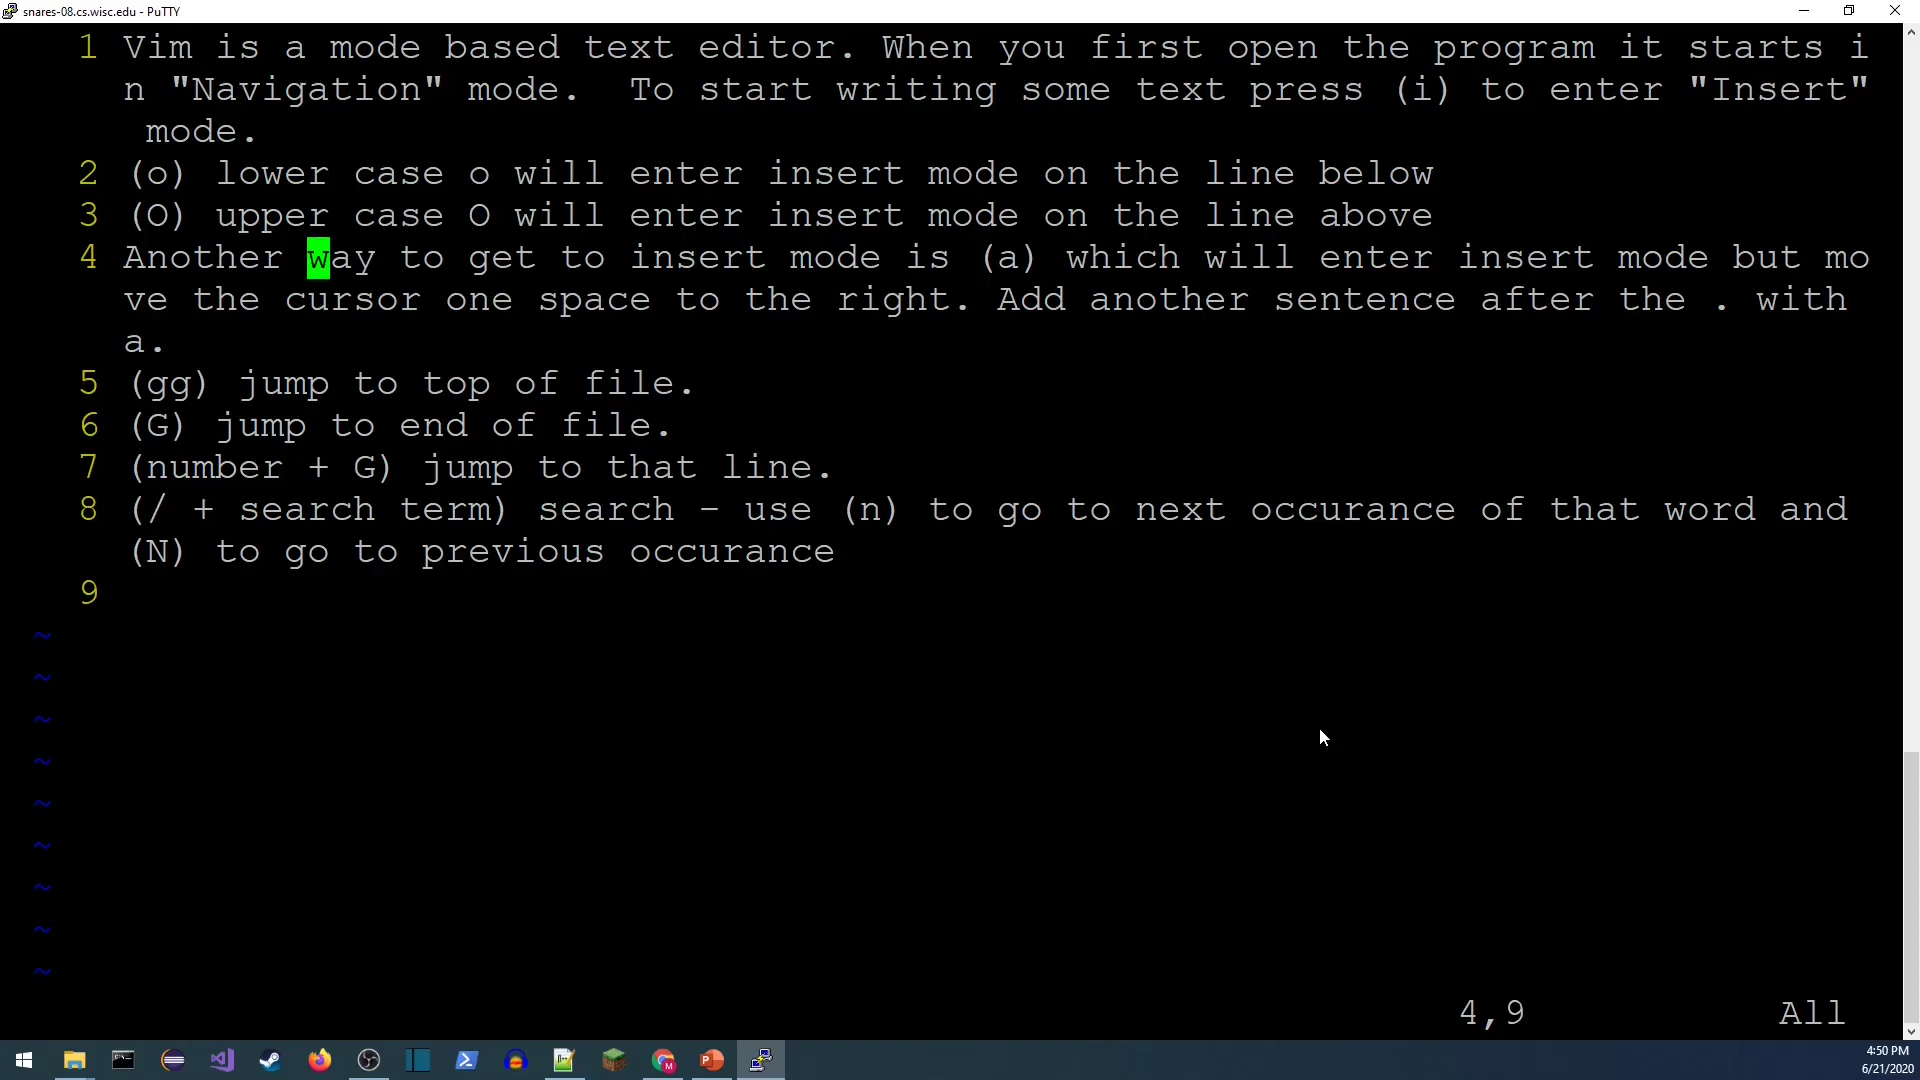 snares-08.cs.wisc.edu - PuTTY
1 Vim is a mode based text editor. When you first open the program it starts i
n "Navigation" mode.  To start writing some text press (i) to enter "Insert"
 mode.
2 (o) lower case o will enter insert mode on the line below
3 (O) upper case O will enter insert mode on the line above
4 Another way to get to insert mode is (a) which will enter insert mode but mo
ve the cursor one space to the right. Add another sentence after the . with
a.
5 (gg) jump to top of file.
6 (G) jump to end of file.
7 (number + G) jump to that line.
8 (/ + search term) search - use (n) to go to next occurance of that word and
(N) to go to previous occurance
9
~
~
~
~
~
~
~
~
~
4,9 All
4:50 PM
6/21/2020